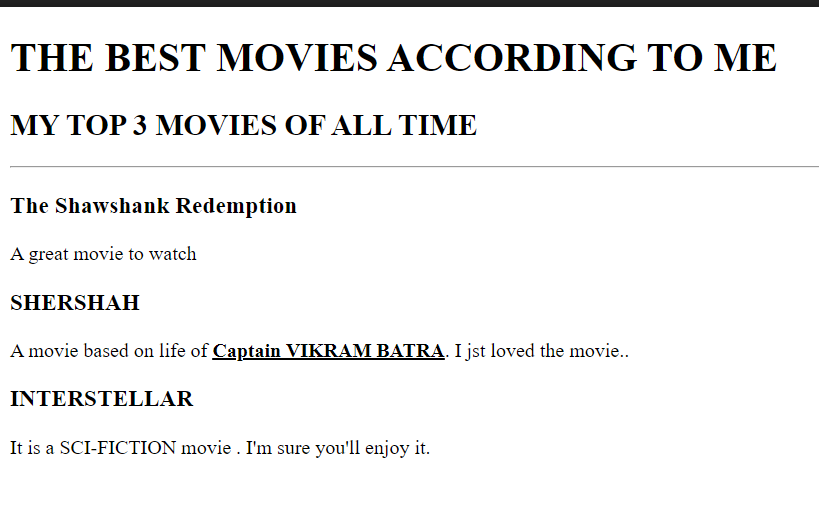 THE BEST MOVIES ACCORDING TO ME
MY TOP 3 MOVIES OF ALL TIME
The Shawshank Redemption
A great movie to watch
SHERSHAH
A movie based on life of Captain VIKRAM BATRA. I jst loved the movie..
INTERSTELLAR
It is a SCI-FICTION movie . I'm sure you'll enjoy it.